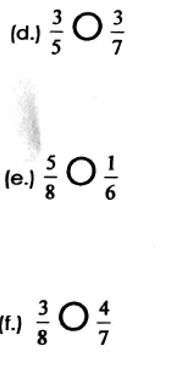 (d.) 3/5 ○ 3/7
(e.) 5/8 ○ 1/6
(f.) 3/8 ○ 4/7